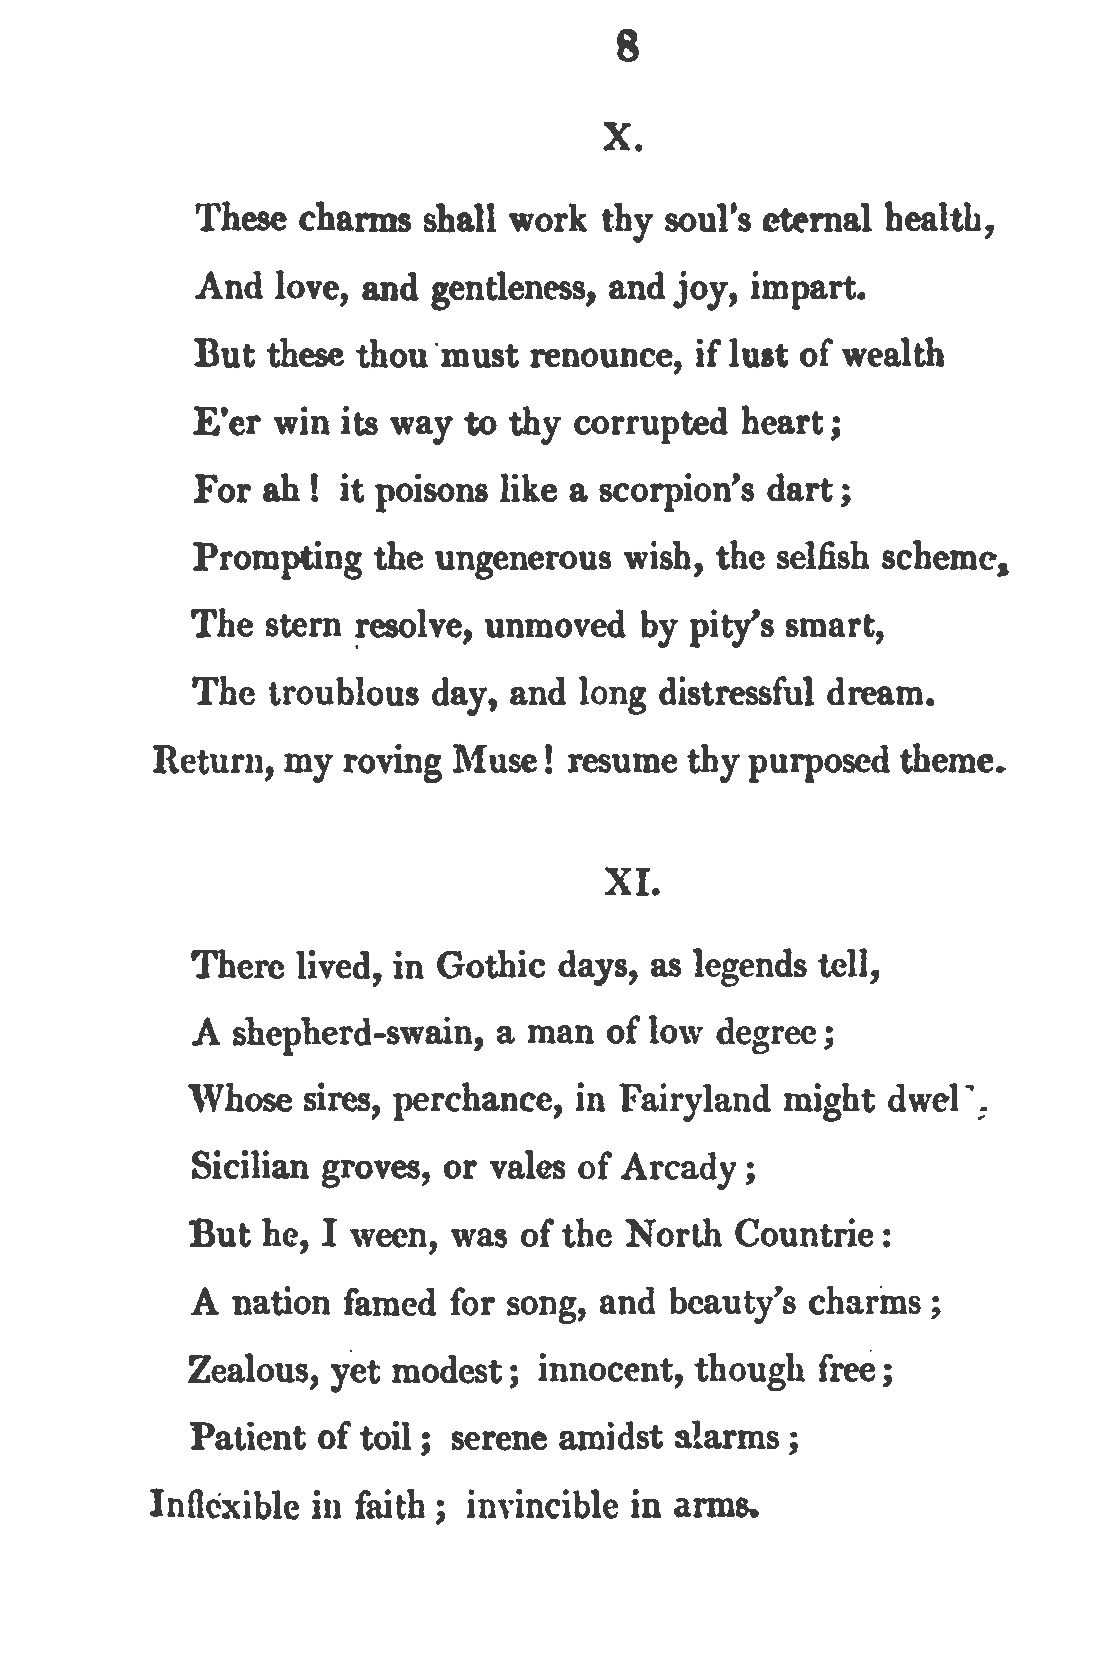 8
X.
These charms shall work thy soul's eternal health,
And love, and gentleness, and joy, impart.
But these thou must renounce, if lust of wealth
E'er win its way to thy corrupted heart;
For ah! it poisons like a scorpion's dart;
Prompting the ungenerous wish, the selfish scheme,
The stern resolve, unmoved by pity's smart,
The troublous day, and long distressful dream.
Return, my roving Muse! resume thy purposed theme.
XI.
There lived, in Gothic days, as legends tell,
A shepherd-swain, a man of low degree;
Whose sires, perchance, in Fairyland might dwell,
Sicilian groves, or vales of Arcady;
But he, I ween, was of the North Countrie:
A nation famed for song, and beauty's charms;
Zealous, yet modest; innocent, though free;
Patient of toil; serene amidst alarms;
Inflexible in faith; invincible in arms.